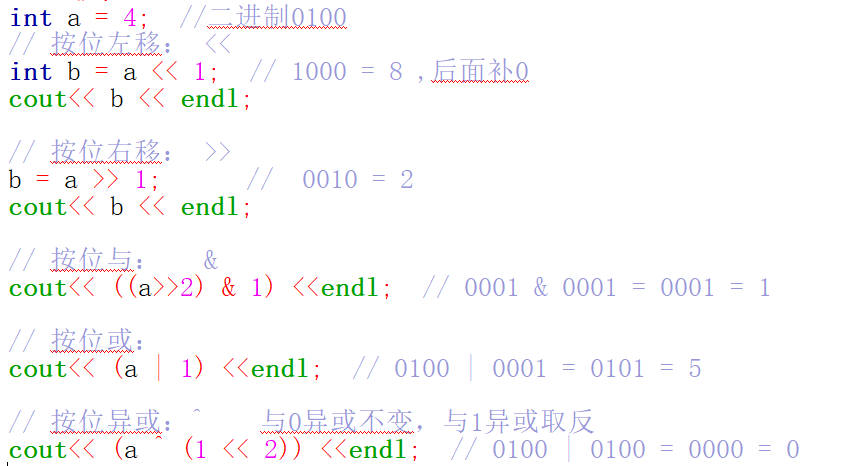 int a = 4;  //二进制0100
// 按位左移： <<
int b = a << 1;  // 1000 = 8 ,后面补0
cout<< b << endl;
// 按位右移： >>
b = a >> 1;      //  0010 = 2
cout<< b << endl;
// 按位与：   &
cout<< ((a>>2) & 1) <<endl;  // 0001 & 0001 = 0001 = 1
// 按位或：
cout<< (a | 1) <<endl;  // 0100 | 0001 = 0101 = 5
// 按位异或：^    与0异或不变，与1异或取反
cout<< (a ^ (1 << 2)) <<endl;  // 0100 | 0100 = 0000 = 0